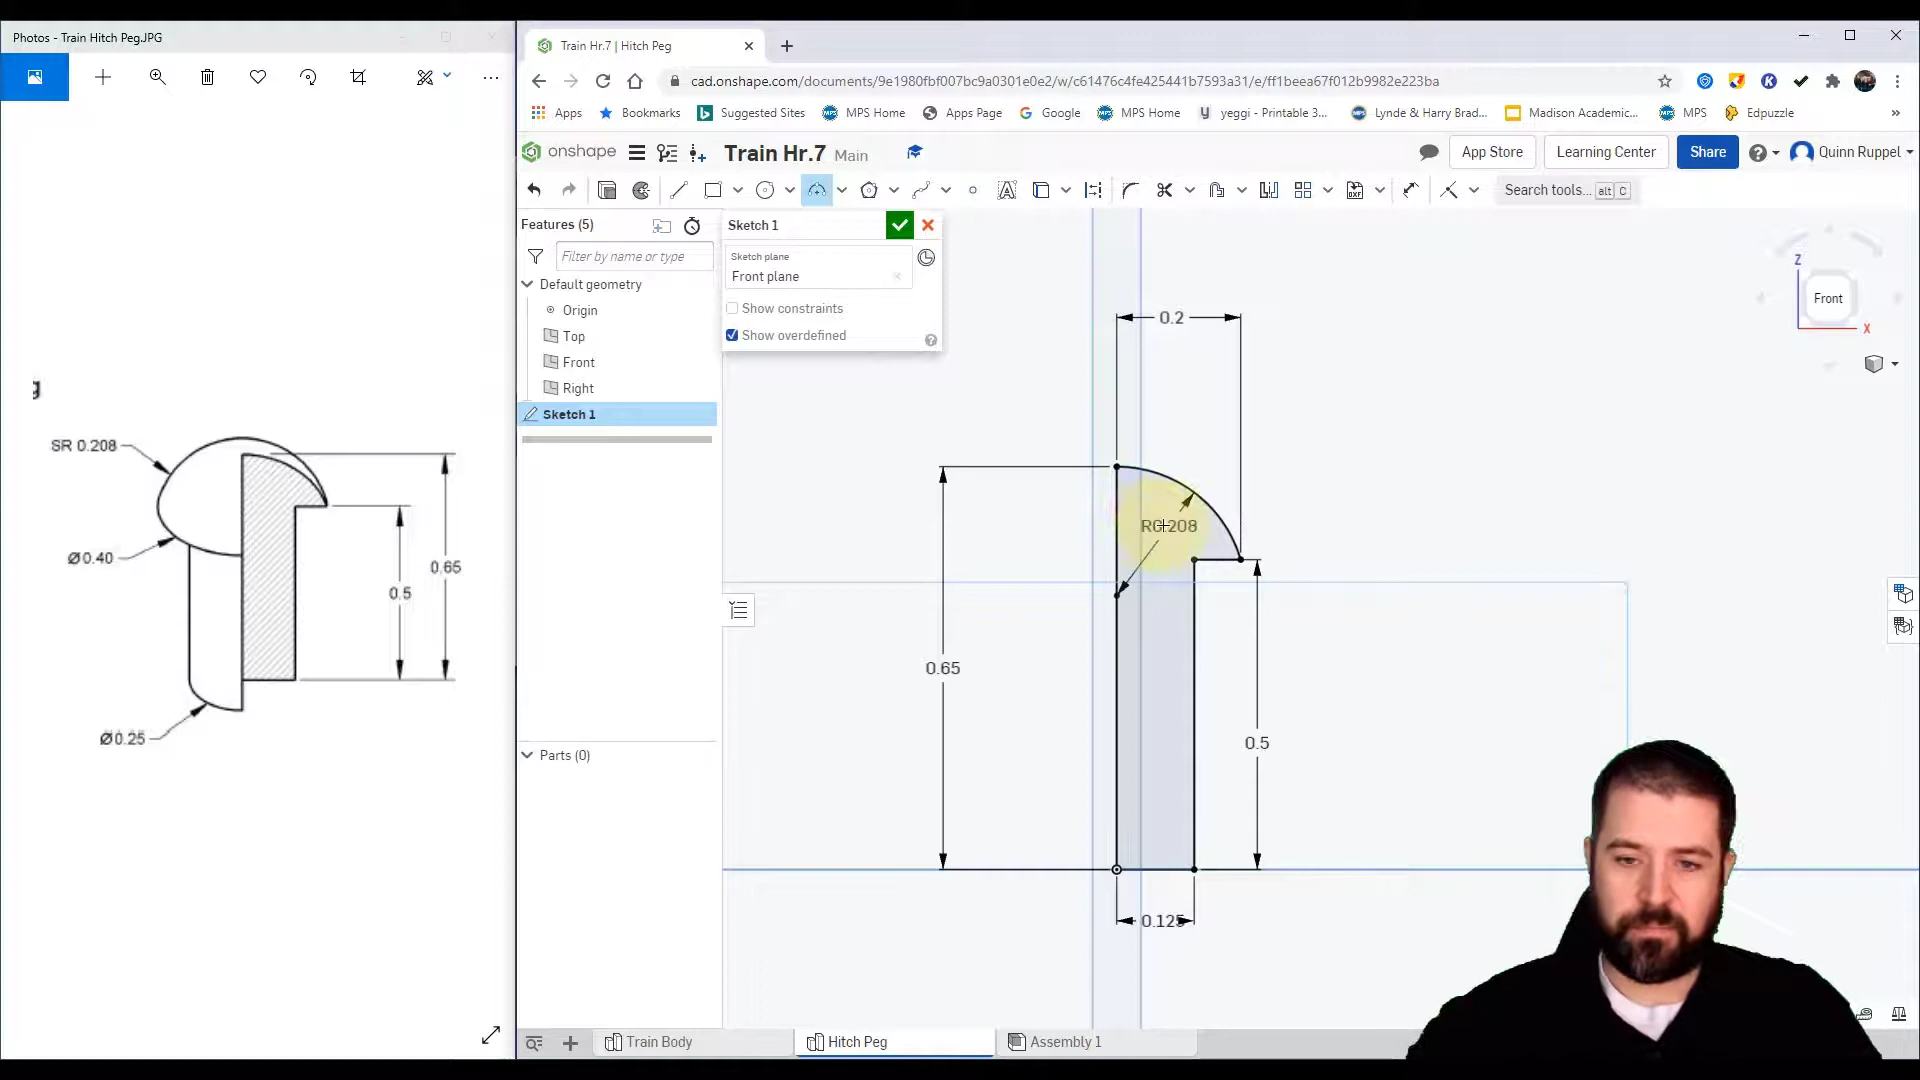 Photos - Train Hitch Peg.JPG
g
SR 0.208
Ø0.40
0.65
0.5
Ø0.25
Train Hr.7 | Hitch Peg
cad.onshape.com/documents/9e1980fbf007bc9a0301e0e2/w/c61476c4fe425441b7593a31/e/ff1beea67f012b9982e223ba
Apps Bookmarks Suggested Sites MPS Home Apps Page Google MPS Home yeggi - Printable 3... Lynde & Harry Brad... Madison Academic... MPS Edpuzzle »
onshape Train Hr.7 Main App Store Learning Center Share Quinn Ruppel
Search tools... alt C
Features (5)
Filter by name or type
Default geometry
Origin
Top
Front
Right
Sketch 1
Parts (0)
Sketch 1
Sketch plane
Front plane
Show constraints
Show overdefined
0.2
R0.208
0.65
0.5
0.125
Z
Front
X
Train Body Hitch Peg Assembly 1